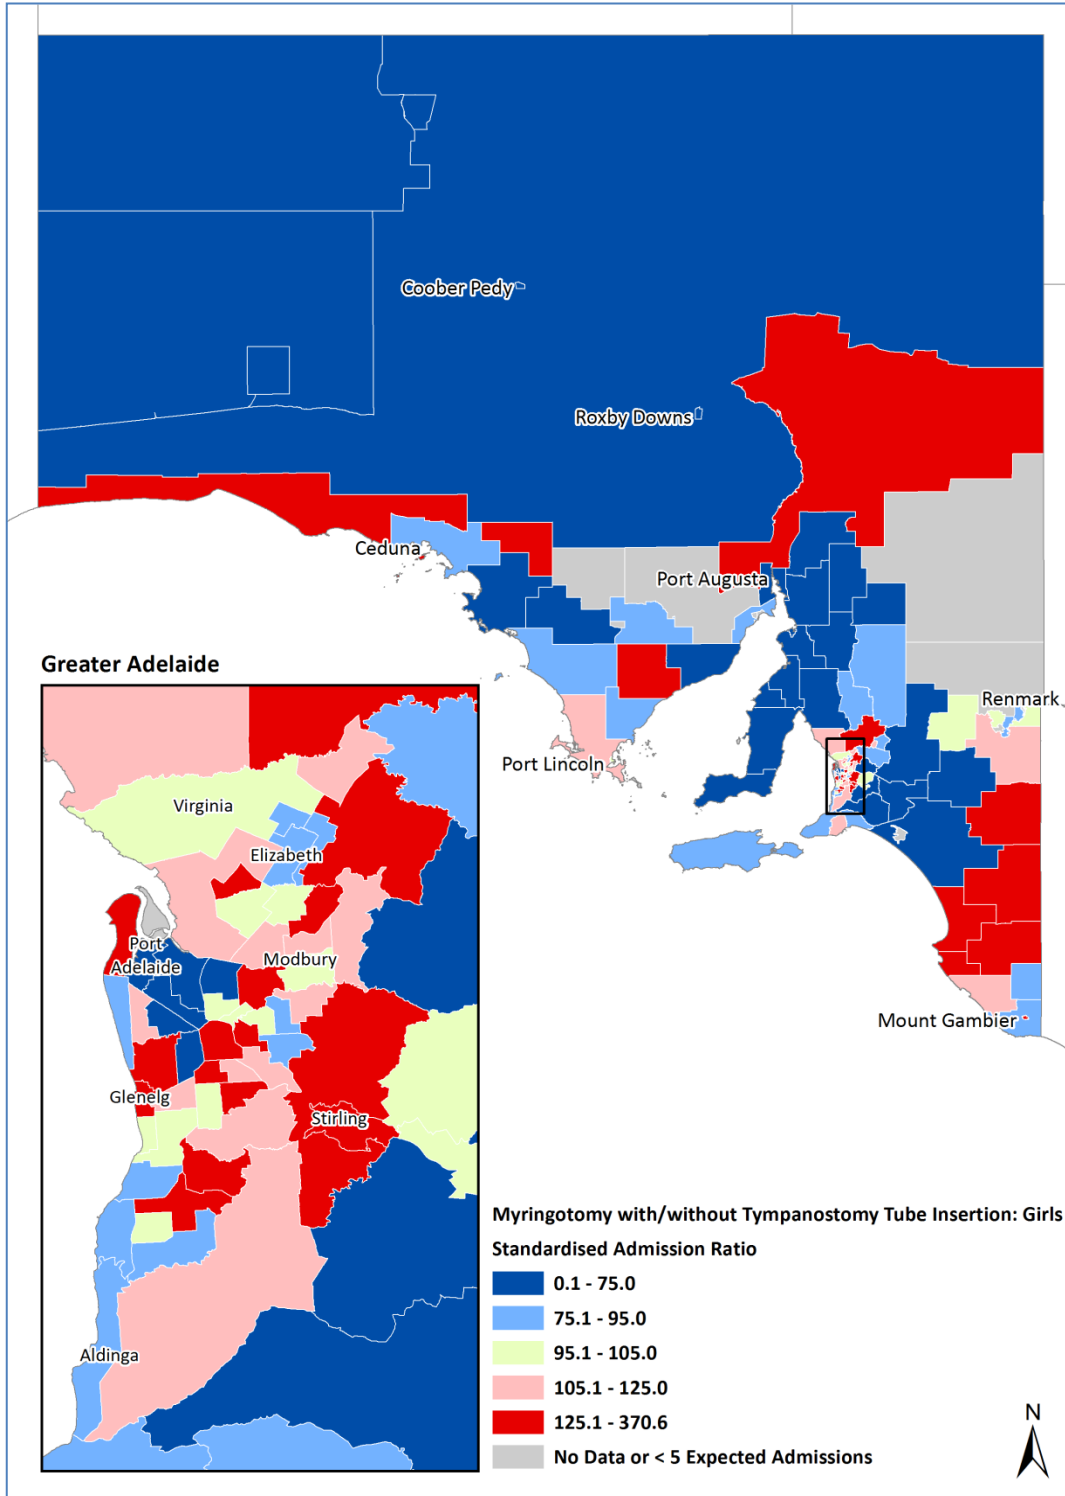 Coober Pedy
Roxby Downs
Ceduna
Port Augusta
Greater Adelaide
Renmark
Port Lincoln
Virginia
Elizabeth
Port
Adelaide
Modbury
Mount Gambier
Glenelg
Stirling
Aldinga
Myringotomy with/without Tympanostomy Tube Insertion: Girls
Standardised Admission Ratio
0.1 - 75.0
75.1 - 95.0
95.1 - 105.0
105.1 - 125.0
125.1 - 370.6
No Data or < 5 Expected Admissions
N